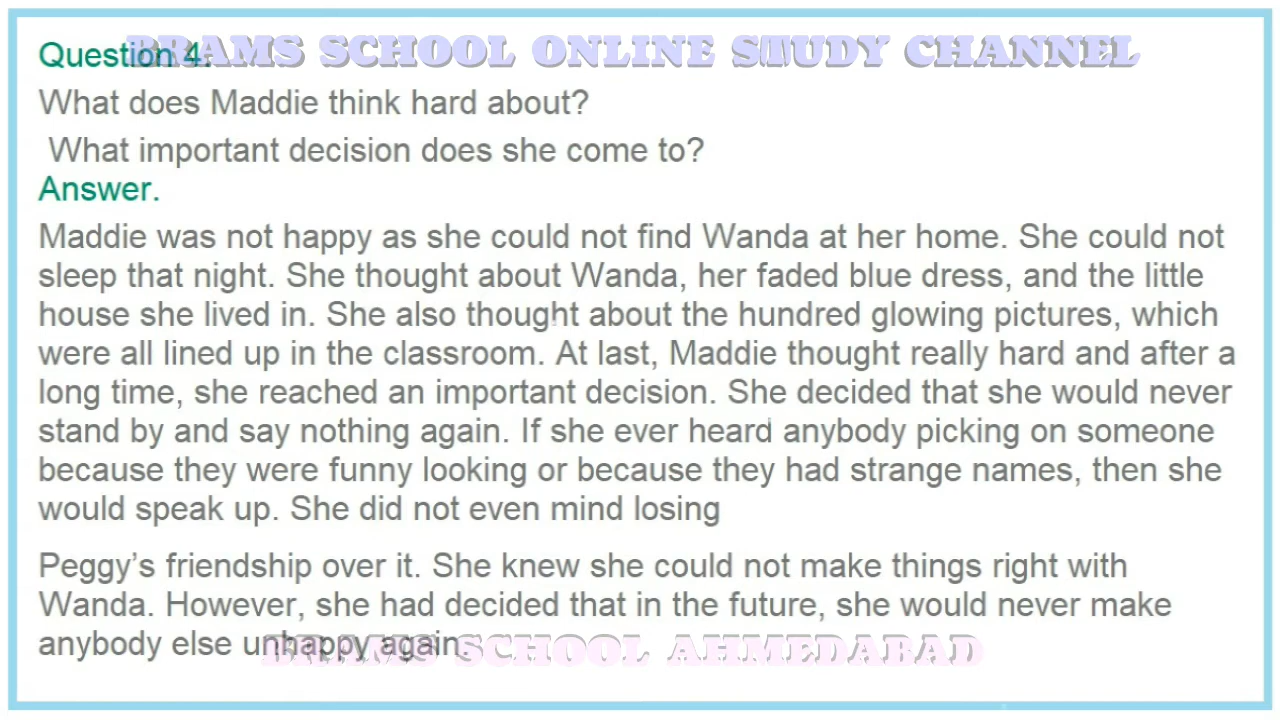 BRAMS SCHOOL ONLINE STUDY CHANNEL
Question 4.
What does Maddie think hard about?
What important decision does she come to?
Answer.
Maddie was not happy as she could not find Wanda at her home. She could not
sleep that night. She thought about Wanda, her faded blue dress, and the little
house she lived in. She also thought about the hundred glowing pictures, which
were all lined up in the classroom. At last, Maddie thought really hard and after a
long time, she reached an important decision. She decided that she would never
stand by and say nothing again. If she ever heard anybody picking on someone
because they were funny looking or because they had strange names, then she
would speak up. She did not even mind losing
Peggy’s friendship over it. She knew she could not make things right with
Wanda. However, she had decided that in the future, she would never make
anybody else unhappy again.
BRAMS SCHOOL AHMEDABAD